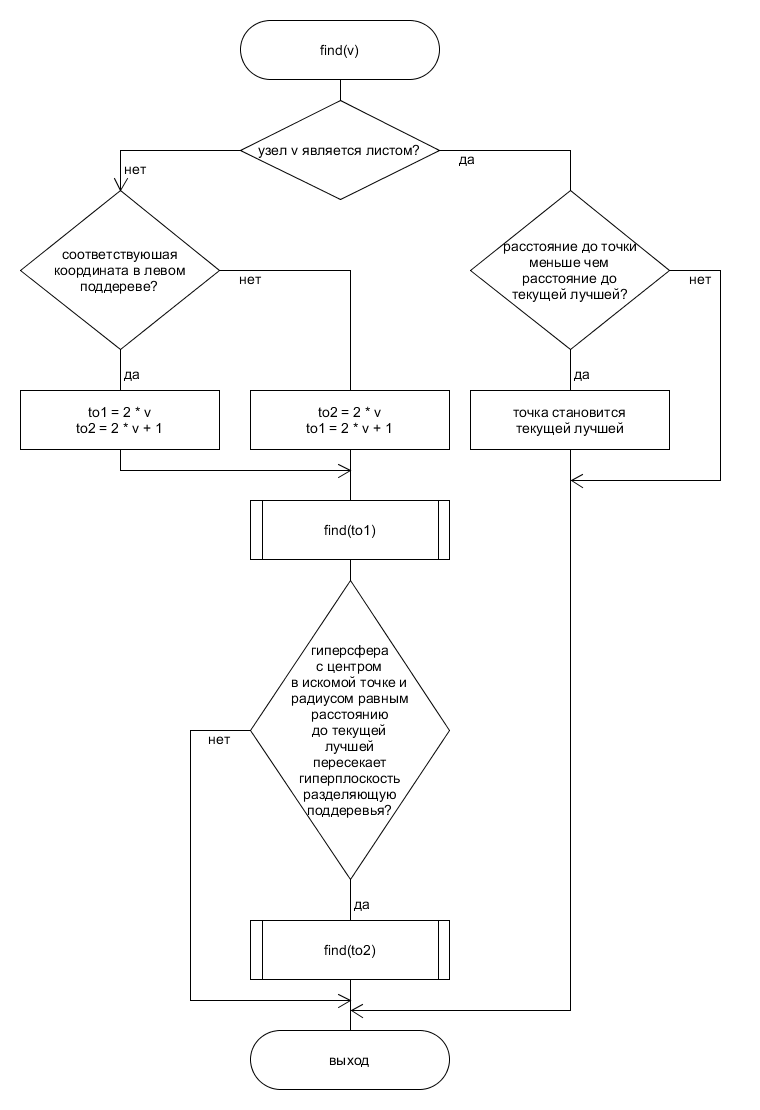 find(v)
узел v является листом?
нет
да
соответствуюшая
координата в левом
поддереве?
нет
расстояние до точки
меньше чем
расстояние до
текущей лучшей?
нет
да
да
to1 = 2 * v
to2 = 2 * v + 1
to2 = 2 * v
to1 = 2 * v + 1
точка становится
текущей лучшей
find(to1)
гиперсфера
с центром
в искомой точке и
радиусом равным
расстоянию
до текущей
лучшей
пересекает
гиперплоскость
разделяющую
поддеревья?
нет
да
find(to2)
выход